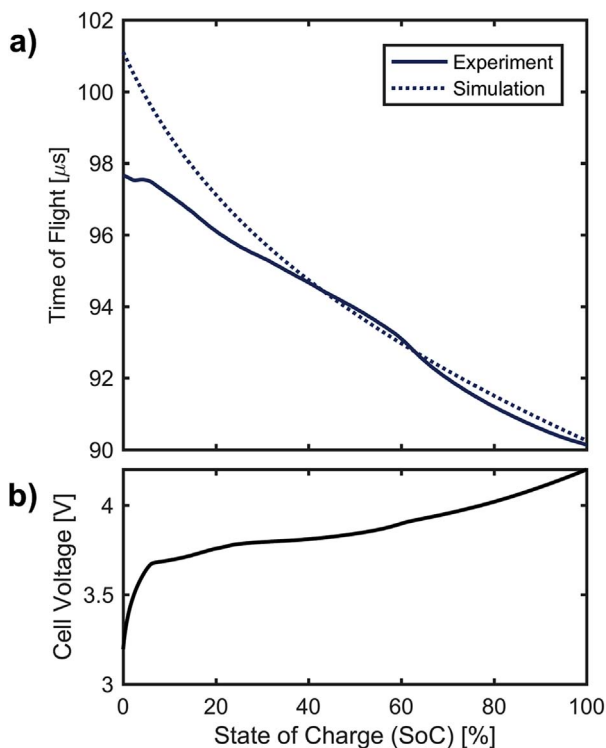 a)
102
100
98
96
94
92
90
Time of Flight [μs]
Experiment
Simulation
b)
4
3.5
3
Cell Voltage [V]
0
20
40
60
80
100
State of Charge (SoC) [%]